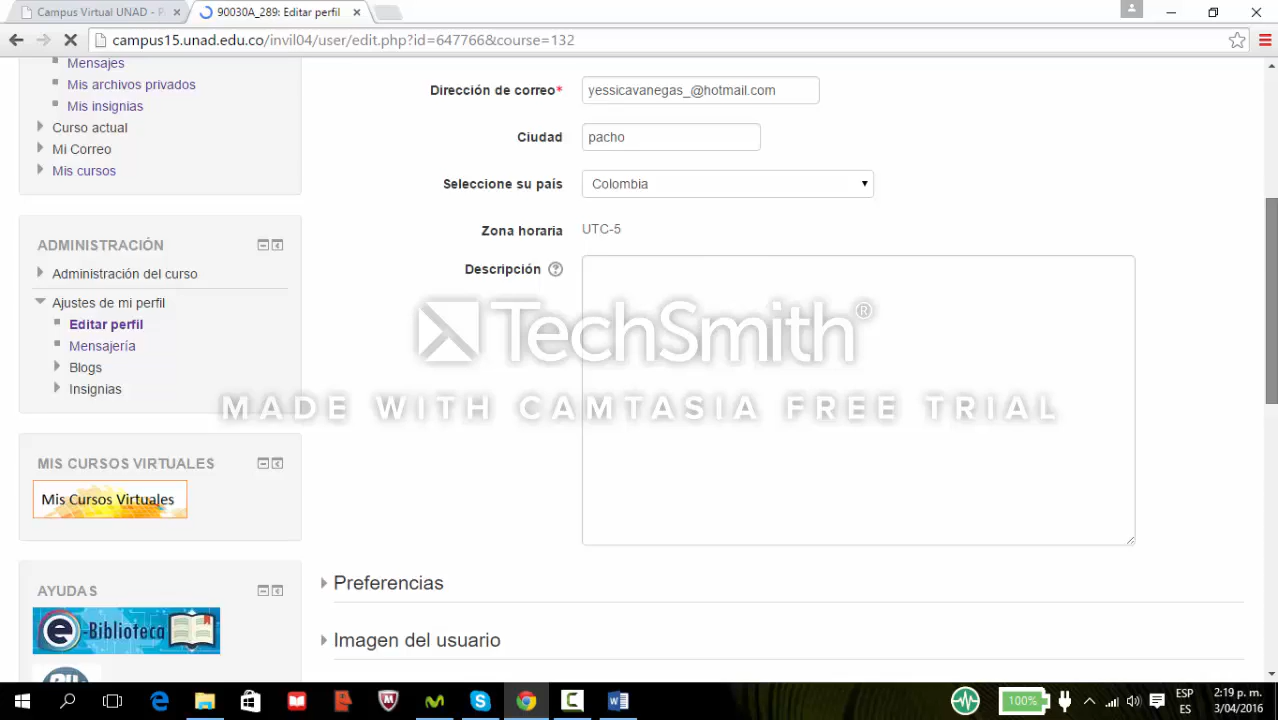 Campus Virtual UNAD - P
90030A_289: Editar perfil
campus15.unad.edu.co/invil04/user/edit.php?id=647766&course=132
Mensajes
Mis archivos privados
Mis insignias
Curso actual
Mi Correo
Mis cursos
ADMINISTRACIÓN
Administración del curso
Ajustes de mi perfil
Editar perfil
Mensajería
Blogs
Insignias
MIS CURSOS VIRTUALES
Mis Cursos Virtuales
AYUDAS
e-Biblioteca
Dirección de correo* yessicavanegas_@hotmail.com
Ciudad pacho
Seleccione su país Colombia
Zona horaria UTC-5
Descripción
TechSmith®
MADE WITH CAMTASIA FREE TRIAL
Preferencias
Imagen del usuario
100%
ESP
ES
2:19 p. m.
3/04/2016